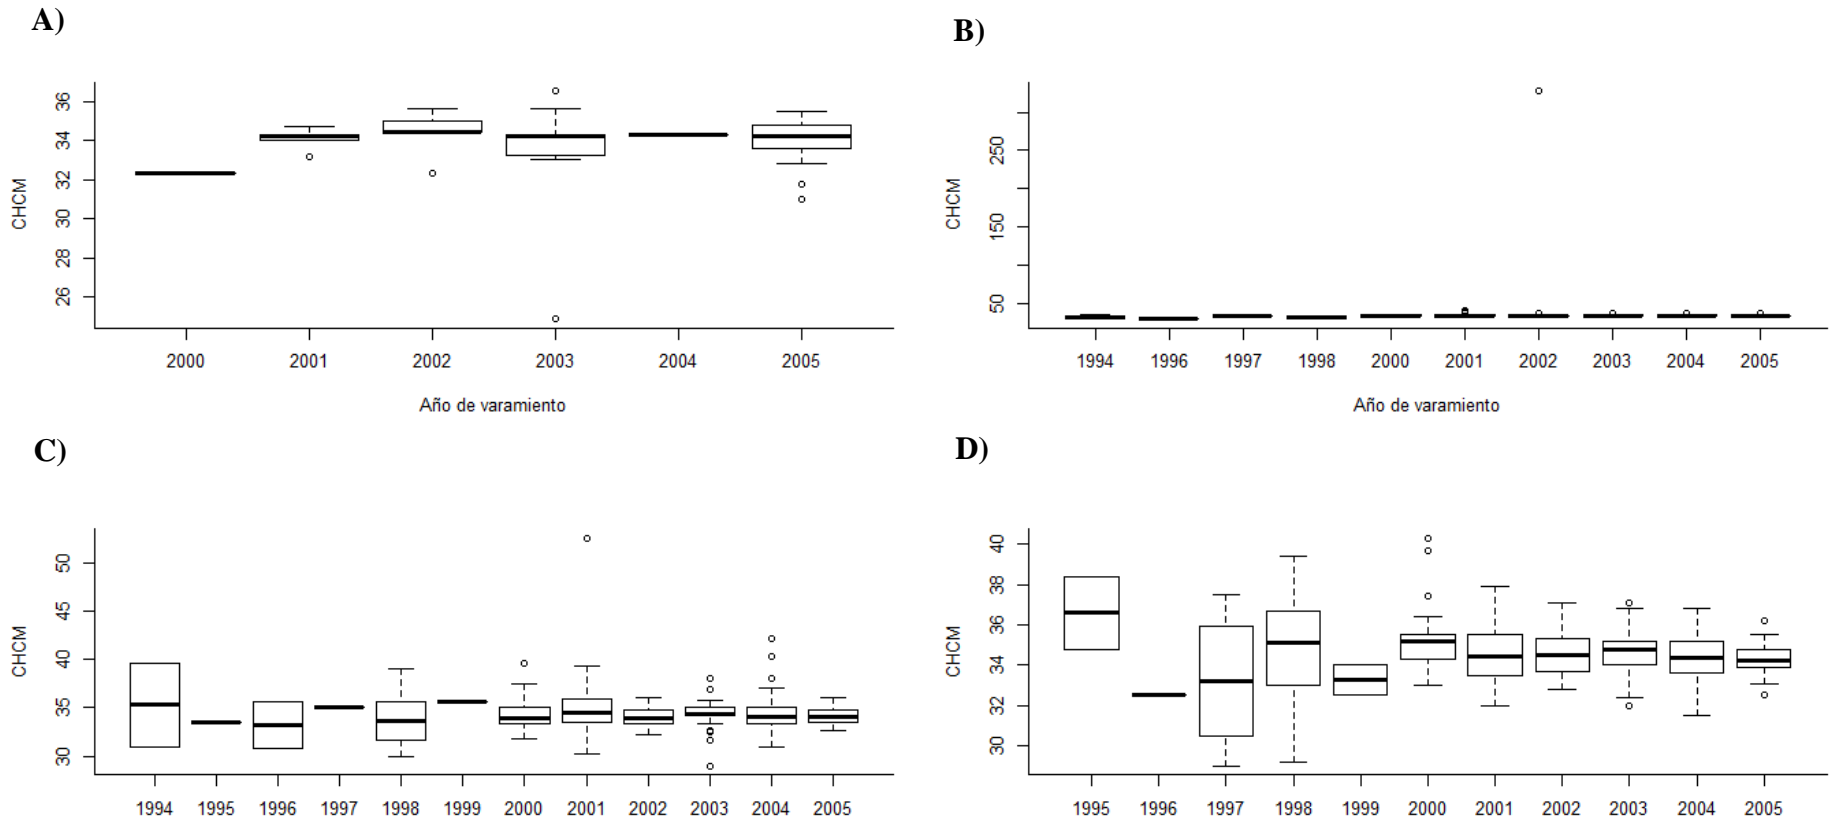 A)
CHCM
36
34
32
30
28
26
2000 2001 2002 2003 2004 2005
Año de varamiento
B)
CHCM
250
150
50
1994 1996 1997 1998 2000 2001 2002 2003 2004 2005
Año de varamiento
C)
CHCM
50
45
40
35
30
1994 1995 1996 1997 1998 1999 2000 2001 2002 2003 2004 2005
D)
CHCM
40
38
36
34
32
30
1995 1996 1997 1998 1999 2000 2001 2002 2003 2004 2005